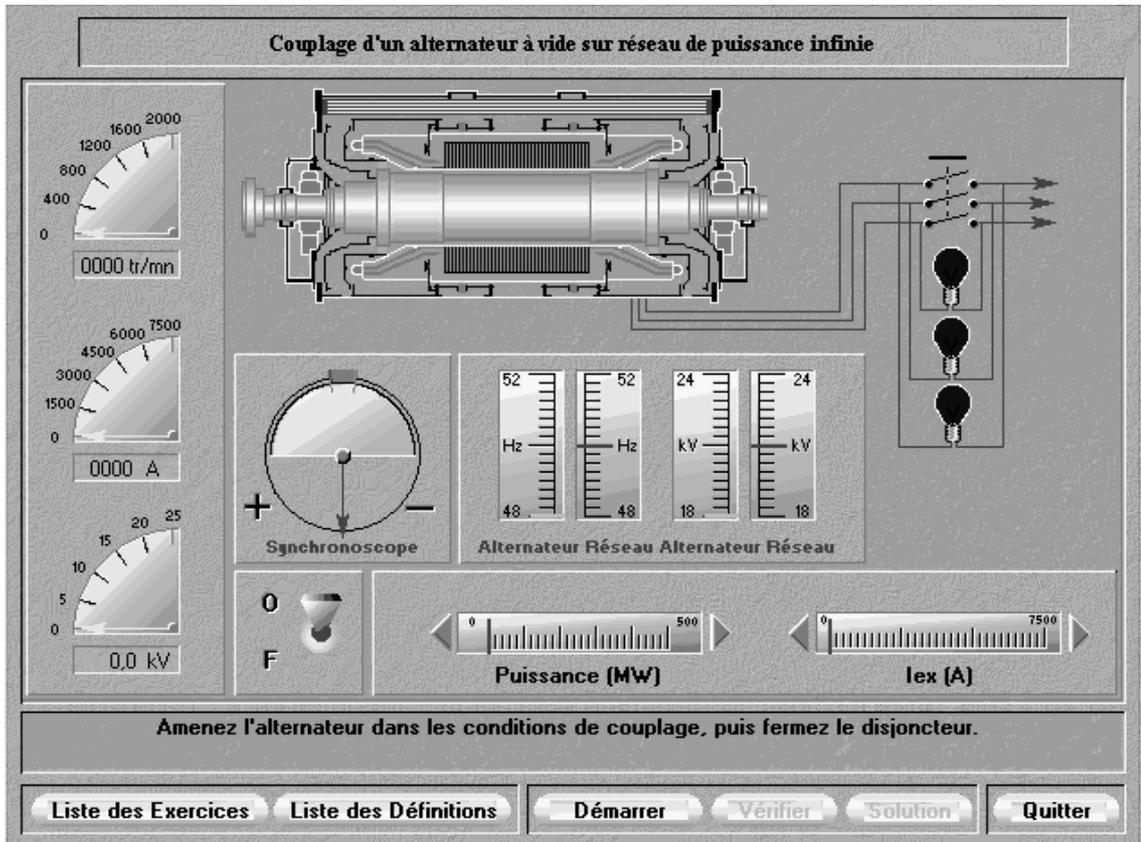 Couplage d'un alternateur à vide sur réseau de puissance infinie
2000
1600
1200
800
400
0
0000 tr/mn
7500
6000
4500
3000
1500
0
0000 A
25
20
15
10
5
0
0,0 kV
+ −
Synchronoscope
52 52 24 24
Hz Hz kV kV
48 48 18 18
Alternateur Réseau Alternateur Réseau
O
F
0 500
Puissance (MW)
0 7500
Iex (A)
Amenez l'alternateur dans les conditions de couplage, puis fermez le disjoncteur.
Liste des Exercices Liste des Définitions Démarrer Vérifier Solution Quitter